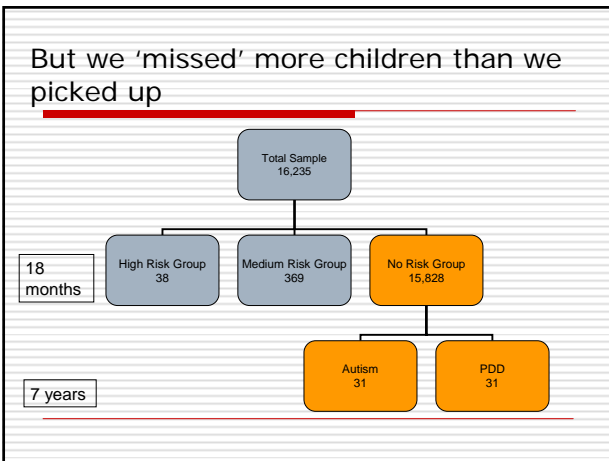 But we ‘missed’ more children than we
picked up
Total Sample
16,235
18
months
High Risk Group
38
Medium Risk Group
369
No Risk Group
15,828
Autism
31
PDD
31
7 years